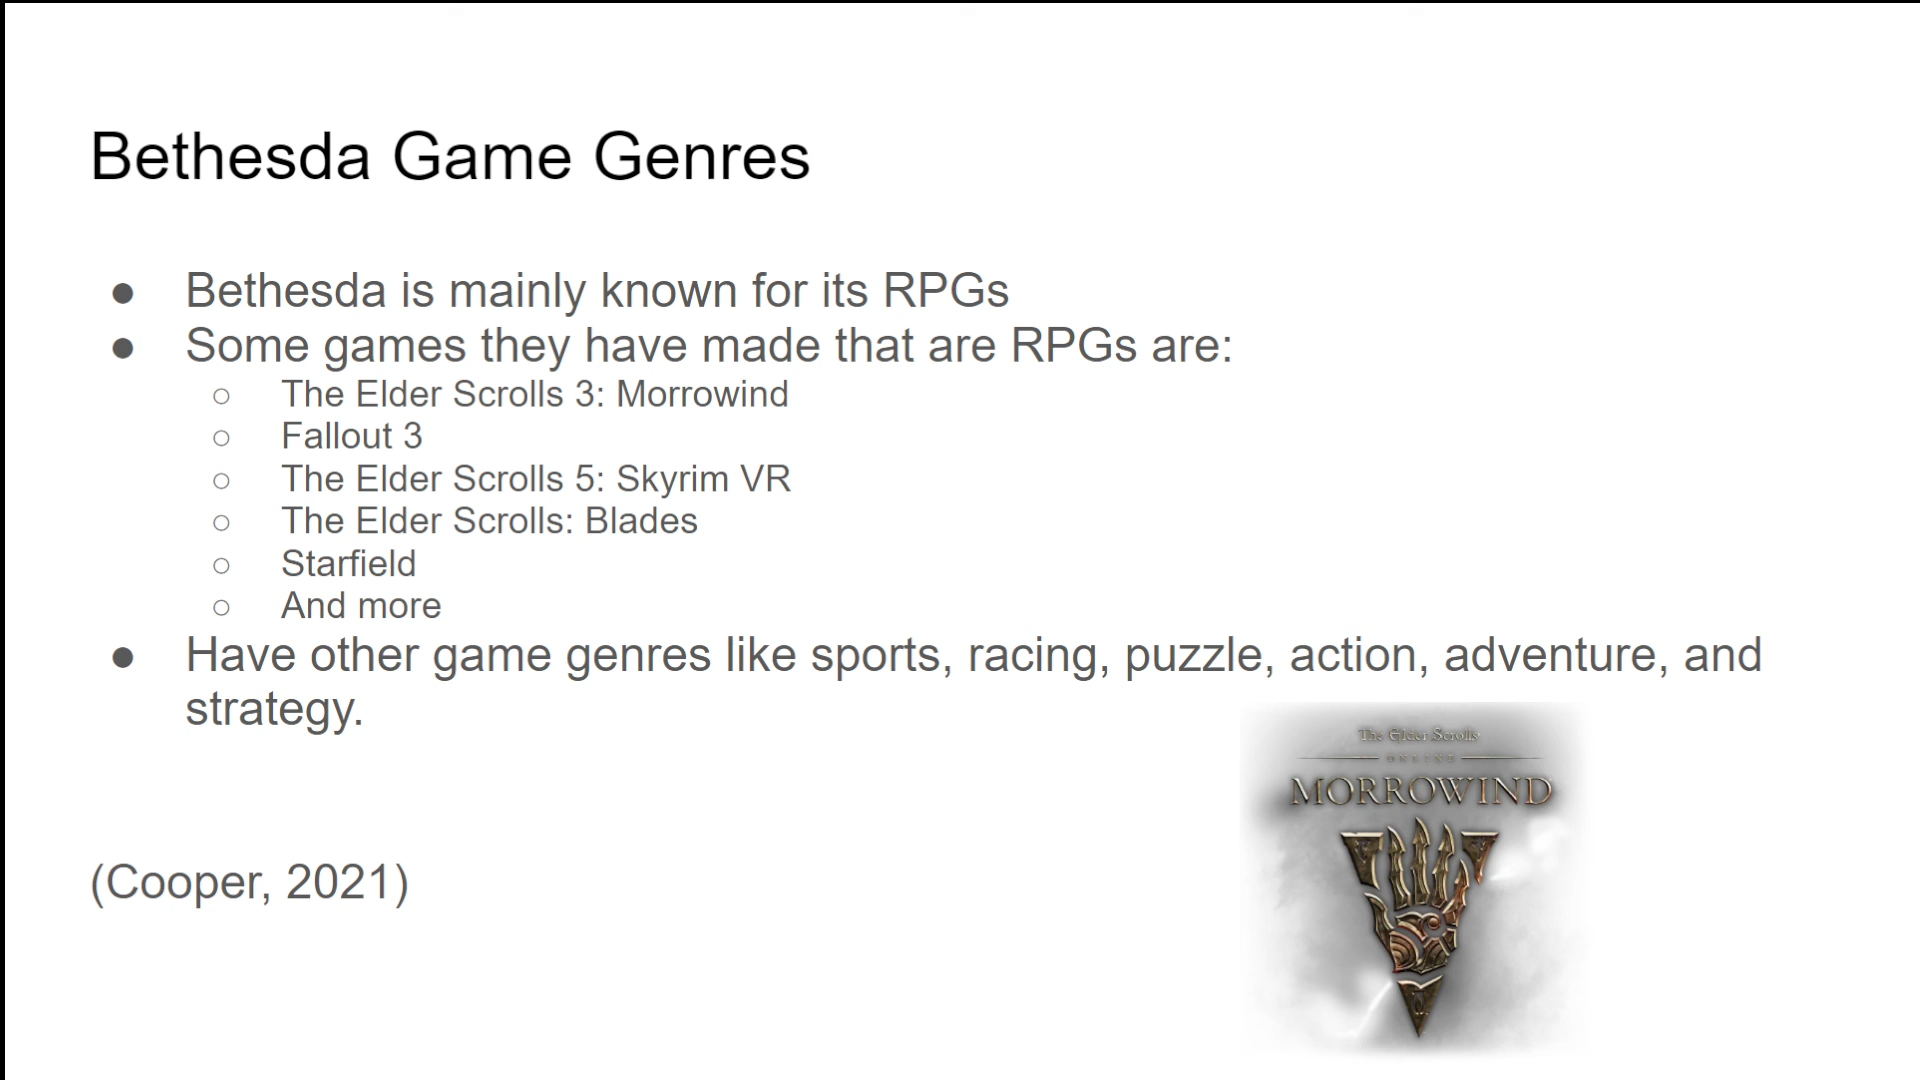 Bethesda Game Genres
● Bethesda is mainly known for its RPGs
● Some games they have made that are RPGs are:
○ The Elder Scrolls 3: Morrowind
○ Fallout 3
○ The Elder Scrolls 5: Skyrim VR
○ The Elder Scrolls: Blades
○ Starfield
○ And more
● Have other game genres like sports, racing, puzzle, action, adventure, and
strategy.
The Elder Scrolls
ONLINE
MORROWIND
(Cooper, 2021)